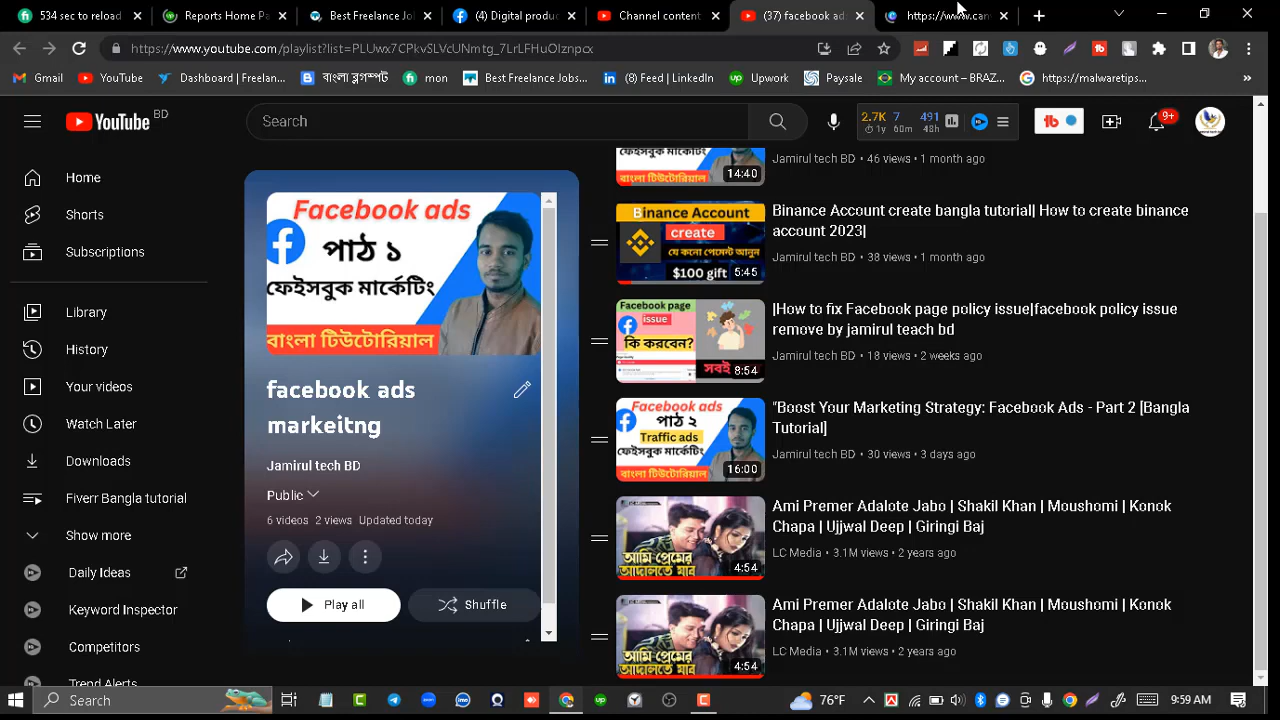 534 sec to reload
Reports Home Pa
Best Freelance Jo
(4) Digital produc
Channel content
(37) facebook ad
https://www.can
https://www.youtube.com/playlist?list=PLUwx7CPkvSLVcUNmtg_7LrLFHuOlznpcx
Gmail
YouTube
Dashboard | Freelan...
বাংলা ব্লগস্পট
mon
Best Freelance Jobs...
(8) Feed | LinkedIn
Upwork
Paysale
My account – BRAZ...
https://malwaretips...
YouTube BD
Search
2.7K 7 491
1y 60m 48h
9+
Home
Shorts
Subscriptions
Library
History
Your videos
Watch Later
Downloads
Fiverr Bangla tutorial
Show more
Daily Ideas
Keyword Inspector
Competitors
Trend Alerts
Facebook ads
পাঠ ১
ফেইসবুক মার্কেটিং
বাংলা টিউটোরিয়াল
facebook ads
markeitng
Jamirul tech BD
Public
6 videos 2 views Updated today
Play all
Shuffle
ফেইসবুক মার্কেটিং
বাংলা টিউটোরিয়াল
14:40
Jamirul tech BD • 46 views • 1 month ago
Binance Account
create
যে কনো পেমেন্ট আনুন
$100 gift
5:45
Binance Account create bangla tutorial| How to create binance
account 2023|
Jamirul tech BD • 38 views • 1 month ago
Facebook page
issue
কি করবেন?
সবই
8:54
|How to fix Facebook page policy issue|facebook policy issue
remove by jamirul teach bd
Jamirul tech BD • 18 views • 2 weeks ago
Facebook ads
পাঠ ২
Traffic ads
ফেইসবুক মার্কেটিং
বাংলা টিউটোরিয়াল
16:00
"Boost Your Marketing Strategy: Facebook Ads - Part 2 |Bangla
Tutorial]
Jamirul tech BD • 30 views • 3 days ago
আমি প্রেমের
আদালতে যাব
4:54
Ami Premer Adalote Jabo | Shakil Khan | Moushomi | Konok
Chapa | Ujjwal Deep | Giringi Baj
LC Media • 3.1M views • 2 years ago
আমি প্রেমের
আদালতে যাব
4:54
Ami Premer Adalote Jabo | Shakil Khan | Moushomi | Konok
Chapa | Ujjwal Deep | Giringi Baj
LC Media • 3.1M views • 2 years ago
Search
76°F
9:59 AM